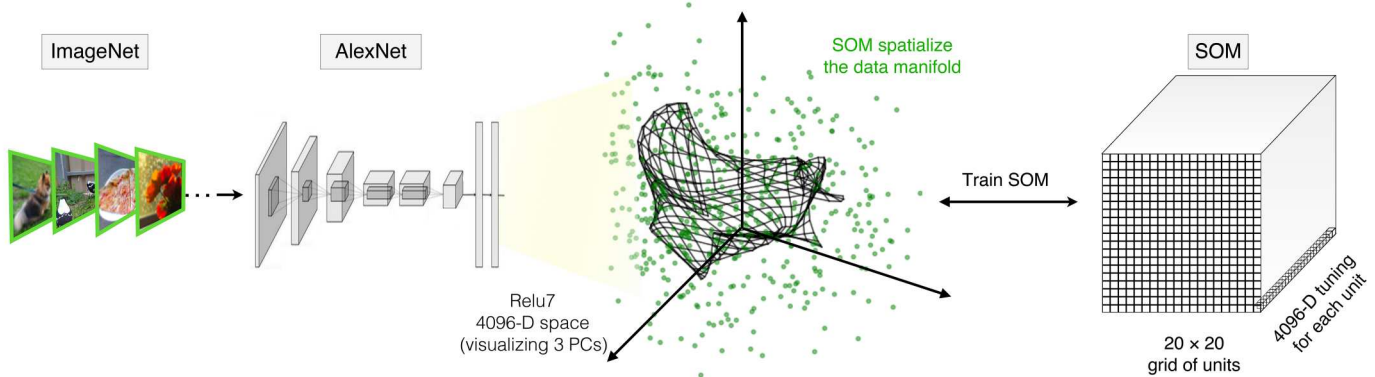 ImageNet
AlexNet
SOM spatialize
the data manifold
SOM
Train SOM
Relu7
4096-D space
(visualizing 3 PCs)
20 × 20
grid of units
4096-D tuning
for each unit